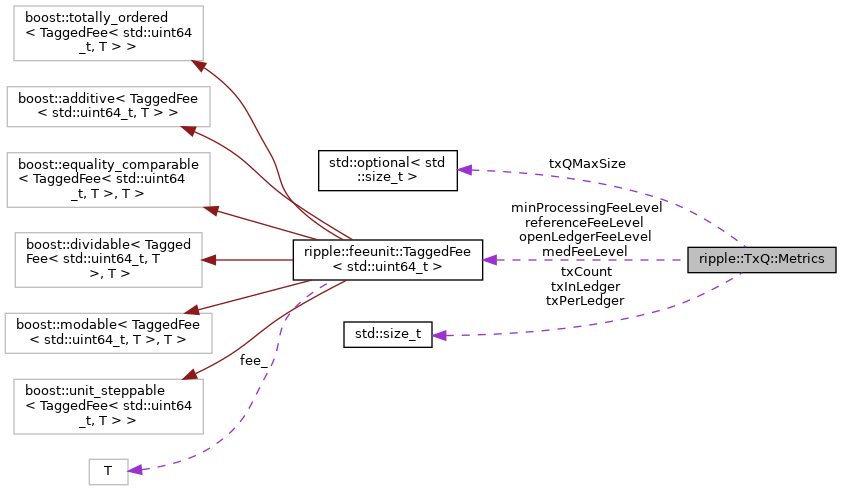 boost::totally_ordered
< TaggedFee< std::uint64
_t, T > >
boost::additive< TaggedFee
< std::uint64_t, T > >
boost::equality_comparable
< TaggedFee< std::uint64
_t, T >, T >
boost::dividable< Tagged
Fee< std::uint64_t, T
>, T >
boost::modable< TaggedFee
< std::uint64_t, T >, T >
boost::unit_steppable
< TaggedFee< std::uint64
_t, T > >
T
fee_
ripple::feeunit::TaggedFee
< std::uint64_t >
std::optional< std
::size_t >
std::size_t
txQMaxSize
minProcessingFeeLevel
referenceFeeLevel
openLedgerFeeLevel
medFeeLevel
txCount
txInLedger
txPerLedger
ripple::TxQ::Metrics